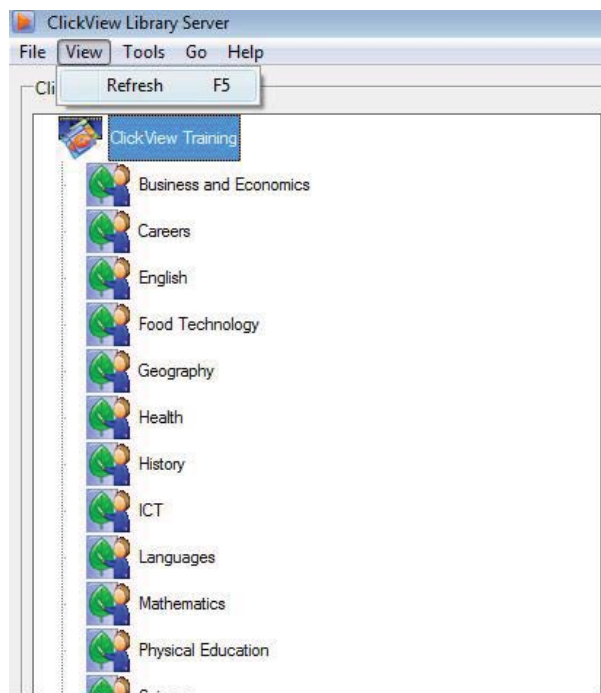 ClickView Library Server
File View Tools Go Help
Refresh F5
Cli
ClickView Training
Business and Economics
Careers
English
Food Technology
Geography
Health
History
ICT
Languages
Mathematics
Physical Education